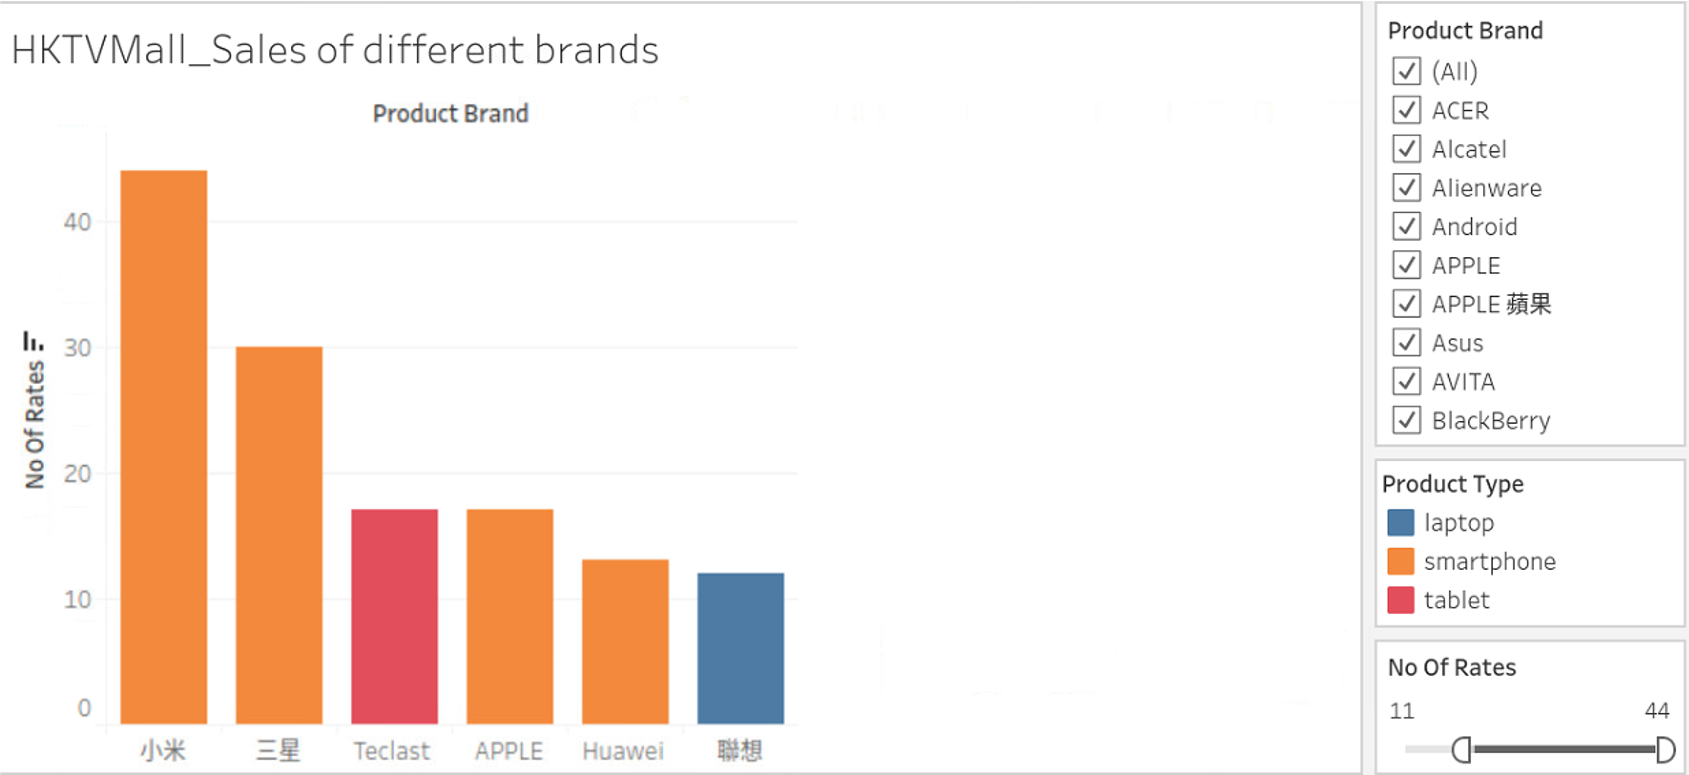 HKTVMall_Sales of different brands
Product Brand
No Of Rates
40
30
20
10
0
小米
三星
Teclast
APPLE
Huawei
聯想
Product Brand
(All)
ACER
Alcatel
Alienware
Android
APPLE
APPLE 蘋果
Asus
AVITA
BlackBerry
Product Type
laptop
smartphone
tablet
No Of Rates
11 44